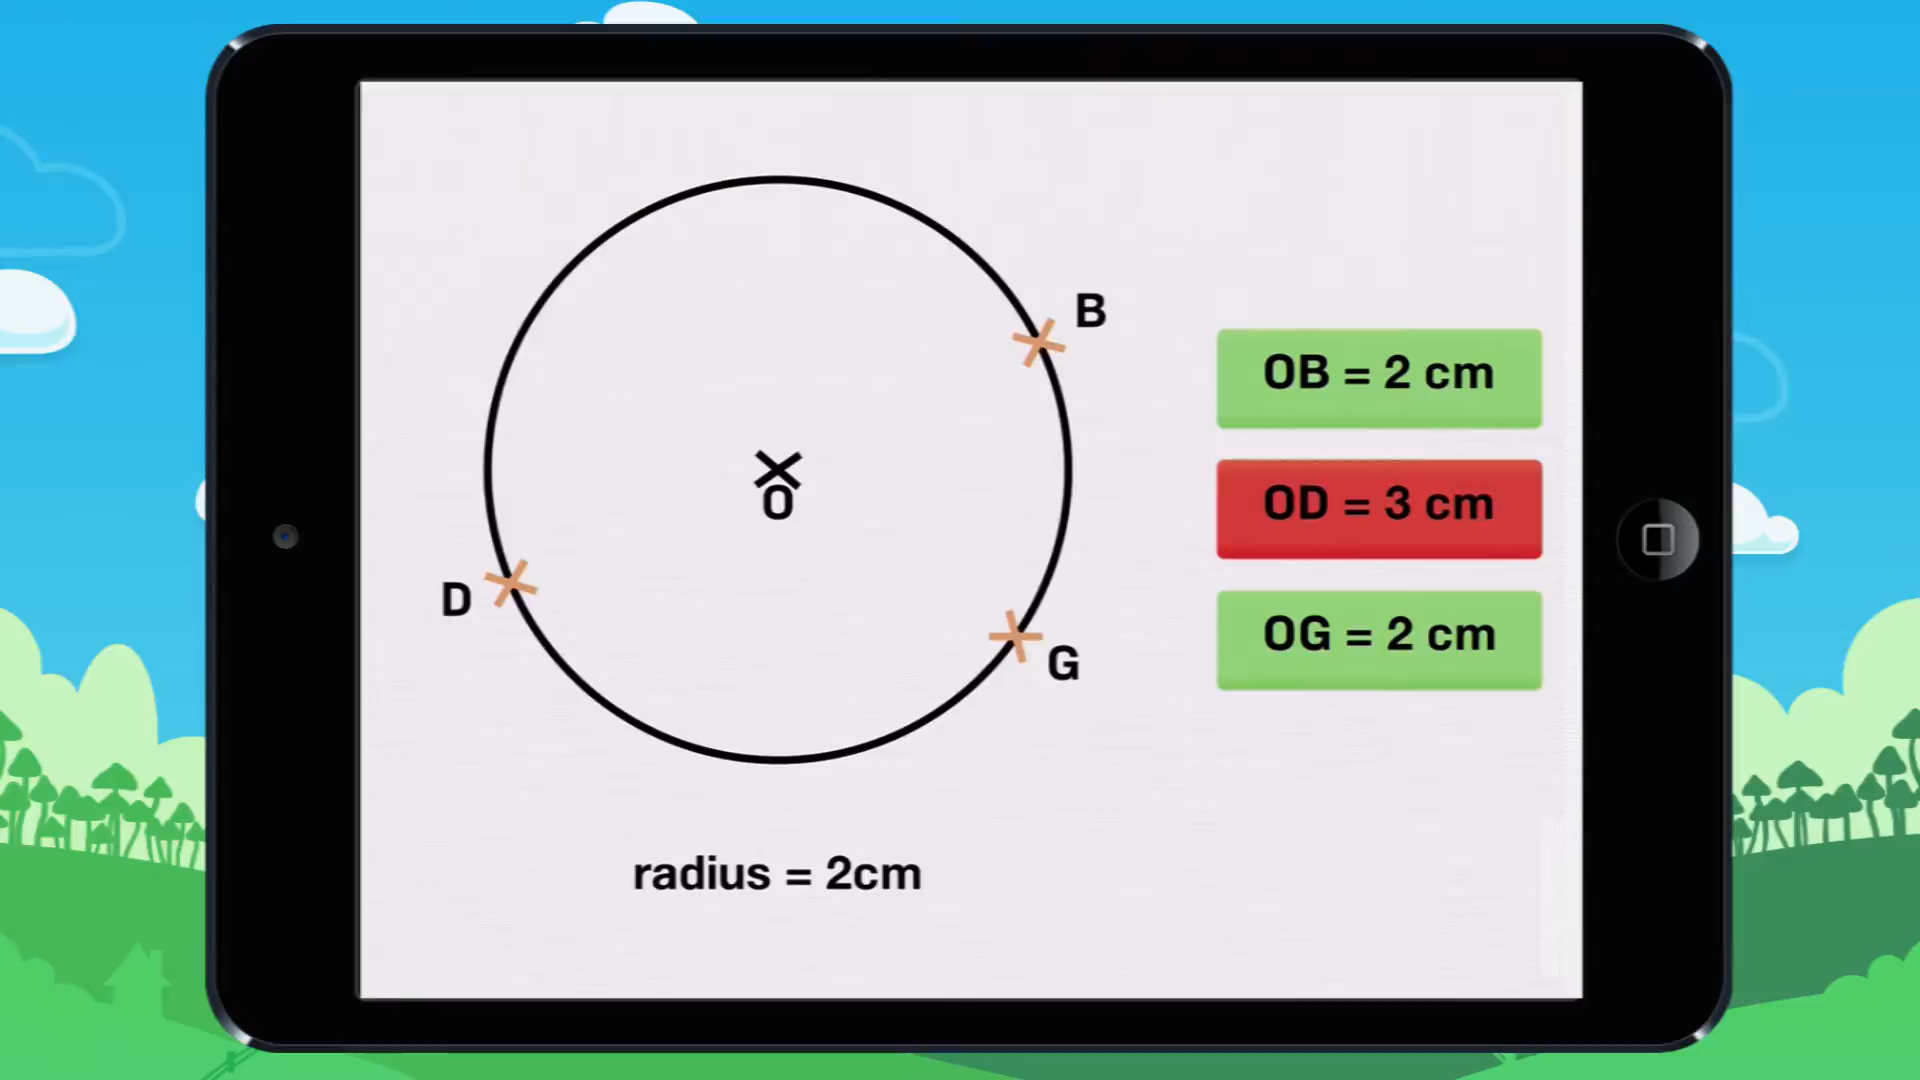 B
OB = 2 cm
O
OD = 3 cm
D
OG = 2 cm
G
radius = 2cm